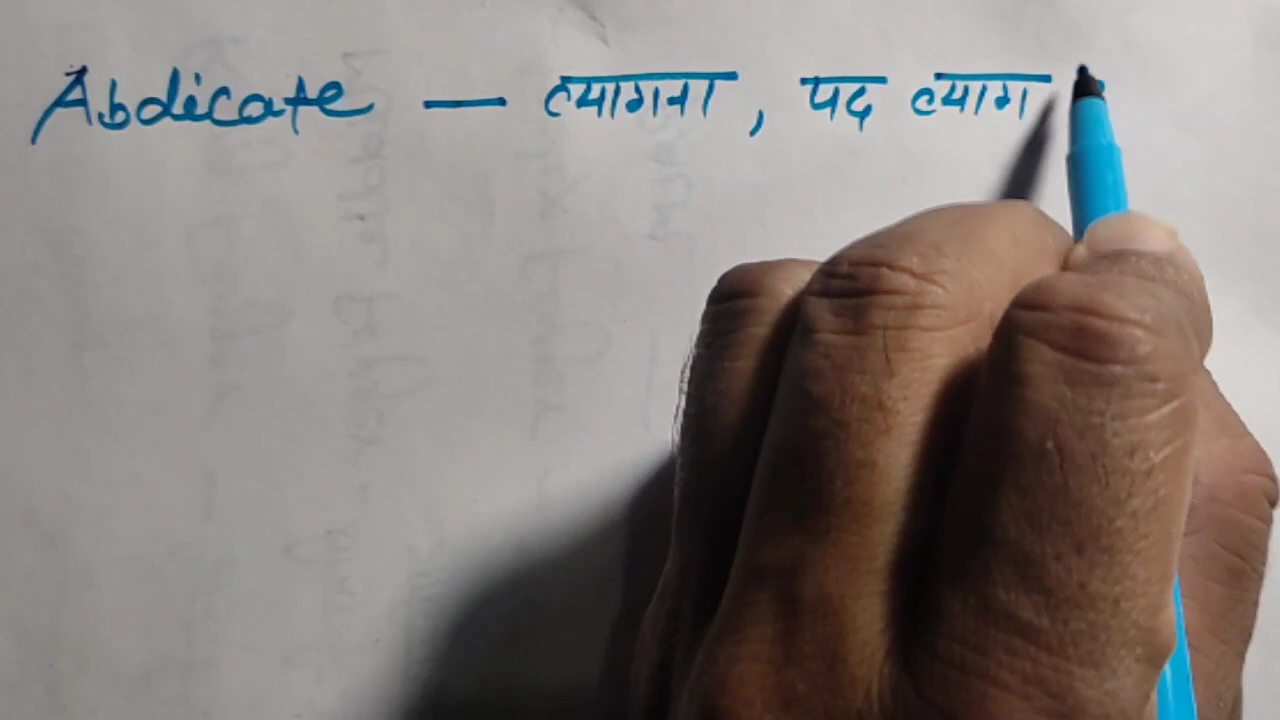 Abdicate — त्यागना, पद त्याग